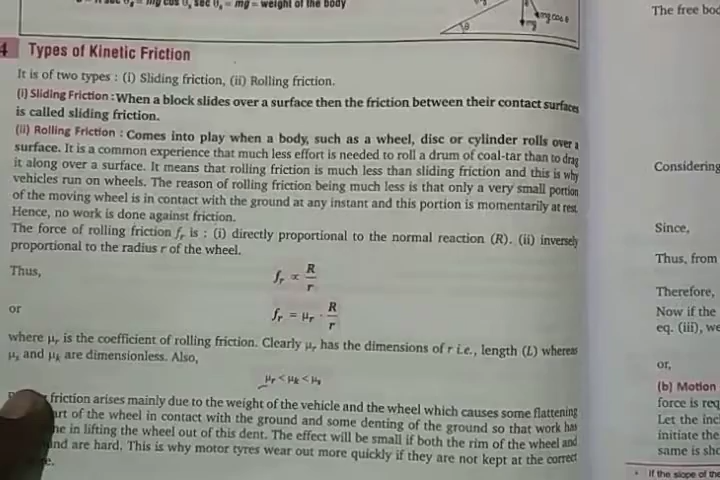 θ, sec θ, = mg = weight of the body
mg cos θ
mg
θ
4 Types of Kinetic Friction
It is of two types : (i) Sliding friction, (ii) Rolling friction.
(i) Sliding Friction : When a block slides over a surface then the friction between their contact surfaces
is called sliding friction.
(ii) Rolling Friction : Comes into play when a body, such as a wheel, disc or cylinder rolls over a
surface. It is a common experience that much less effort is needed to roll a drum of coal-tar than to drag
it along over a surface. It means that rolling friction is much less than sliding friction and this is why
vehicles run on wheels. The reason of rolling friction being much less is that only a very small portion
of the moving wheel is in contact with the ground at any instant and this portion is momentarily at rest.
Hence, no work is done against friction.
The force of rolling friction fr is : (i) directly proportional to the normal reaction (R). (ii) inversely
proportional to the radius r of the wheel.
Thus,
fr ∝ R/r
or
fr = μr · R/r
where μr is the coefficient of rolling friction. Clearly μr has the dimensions of r i.e., length (L) whereas
μs and μk are dimensionless. Also,
μr < μk < μs
friction arises mainly due to the weight of the vehicle and the wheel which causes some flattening
art of the wheel in contact with the ground and some denting of the ground so that work has
ne in lifting the wheel out of this dent. The effect will be small if both the rim of the wheel and
und are hard. This is why motor tyres wear out more quickly if they are not kept at the correct
The free bod
Considering
Since,
Thus, from
Therefore,
Now if the
eq. (iii), we
or,
(b) Motion
force is req
Let the inc
initiate the
same is sho
* If the slope of the